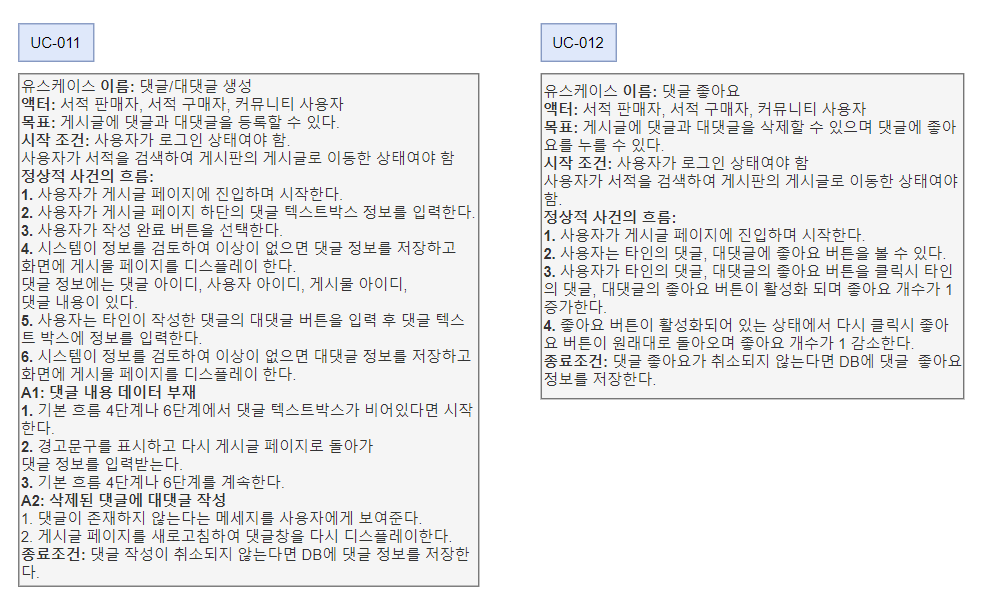 UC-011
유스케이스 이름: 댓글/대댓글 생성
액터: 서적 판매자, 서적 구매자, 커뮤니티 사용자
목표: 게시글에 댓글과 대댓글을 등록할 수 있다.
시작 조건: 사용자가 로그인 상태여야 함.
사용자가 서적을 검색하여 게시판의 게시글로 이동한 상태여야 함
정상적 사건의 흐름:
1. 사용자가 게시글 페이지에 진입하며 시작한다.
2. 사용자가 게시글 페이지 하단의 댓글 텍스트박스 정보를 입력한다.
3. 사용자가 작성 완료 버튼을 선택한다.
4. 시스템이 정보를 검토하여 이상이 없으면 댓글 정보를 저장하고
화면에 게시물 페이지를 디스플레이 한다.
댓글 정보에는 댓글 아이디, 사용자 아이디, 게시물 아이디,
댓글 내용이 있다.
5. 사용자는 타인이 작성한 댓글의 대댓글 버튼을 입력 후 댓글 텍스
트 박스에 정보를 입력한다.
6. 시스템이 정보를 검토하여 이상이 없으면 대댓글 정보를 저장하고
화면에 게시물 페이지를 디스플레이 한다.
A1: 댓글 내용 데이터 부재
1. 기본 흐름 4단계나 6단계에서 댓글 텍스트박스가 비어있다면 시작
한다.
2. 경고문구를 표시하고 다시 게시글 페이지로 돌아가
댓글 정보를 입력받는다.
3. 기본 흐름 4단계나 6단계를 계속한다.
A2: 삭제된 댓글에 대댓글 작성
1. 댓글이 존재하지 않는다는 메세지를 사용자에게 보여준다.
2. 게시글 페이지를 새로고침하여 댓글창을 다시 디스플레이한다.
종료조건: 댓글 작성이 취소되지 않는다면 DB에 댓글 정보를 저장한
다.
UC-012
유스케이스 이름: 댓글 좋아요
액터: 서적 판매자, 서적 구매자, 커뮤니티 사용자
목표: 게시글에 댓글과 대댓글을 삭제할 수 있으며 댓글에 좋아
요를 누를 수 있다.
시작 조건: 사용자가 로그인 상태여야 함
사용자가 서적을 검색하여 게시판의 게시글로 이동한 상태여야
함.
정상적 사건의 흐름:
1. 사용자가 게시글 페이지에 진입하며 시작한다.
2. 사용자는 타인의 댓글, 대댓글에 좋아요 버튼을 볼 수 있다.
3. 사용자가 타인의 댓글, 대댓글의 좋아요 버튼을 클릭시 타인
의 댓글, 대댓글의 좋아요 버튼이 활성화 되며 좋아요 개수가 1
증가한다.
4. 좋아요 버튼이 활성화되어 있는 상태에서 다시 클릭시 좋아
요 버튼이 원래대로 돌아오며 좋아요 개수가 1 감소한다.
종료조건: 댓글 좋아요가 취소되지 않는다면 DB에 댓글 좋아요
정보를 저장한다.